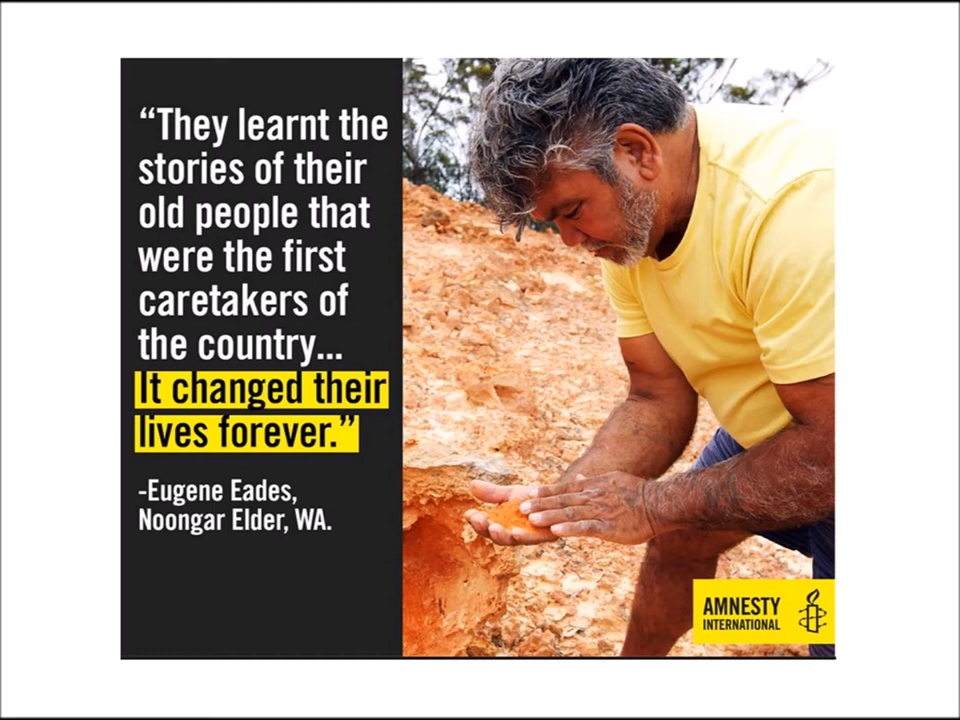 “They learnt the
stories of their
old people that
were the first
caretakers of
the country...
It changed their
lives forever.”
-Eugene Eades,
Noongar Elder, WA.
AMNESTY
INTERNATIONAL